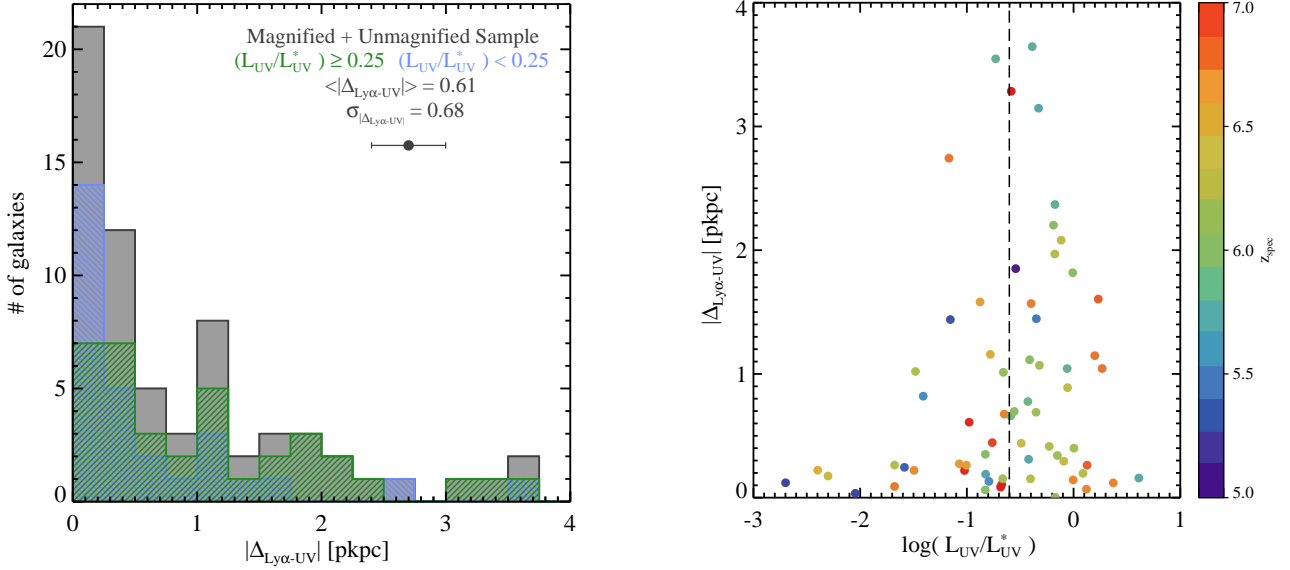 Magnified + Unmagnified Sample
(L_UV/L*_UV) ≥ 0.25 (L_UV/L*_UV) < 0.25
<|Δ_Lyα-UV|> = 0.61
σ_|Δ_Lyα-UV| = 0.68
# of galaxies
20
15
10
5
0
0 1 2 3 4
|Δ_Lyα-UV| [pkpc]
|Δ_Lyα-UV| [pkpc]
4
3
2
1
0
-3 -2 -1 0 1
log( L_UV/L*_UV )
7.0
6.5
6.0
5.5
5.0
z_spec